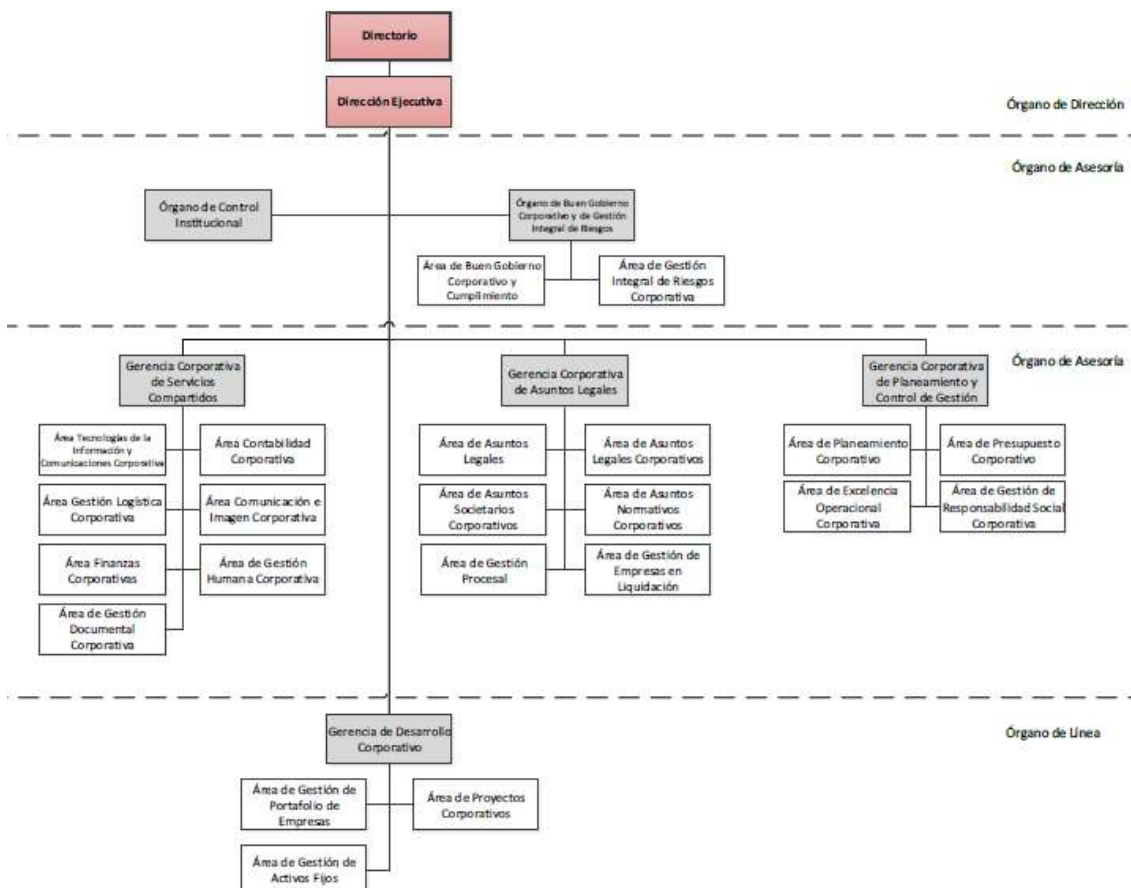 Directorio
Dirección Ejecutiva
Órgano de Dirección
Órgano de Asesoría
Órgano de Control
Institucional
Órgano de Buen Gobierno
Corporativo y de Gestión
Integral de Riesgos
Área de Buen Gobierno
Corporativo y
Cumplimiento
Área de Gestión
Integral de Riesgos
Corporativa
Órgano de Asesoría
Gerencia Corporativa
de Servicios
Compartidos
Gerencia Corporativa
de Asuntos Legales
Gerencia Corporativa
de Planeamiento y
Control de Gestión
Área Tecnologías de la
Información y
Comunicaciones Corporativa
Área Contabilidad
Corporativa
Área Gestión Logística
Corporativa
Área Comunicación e
Imagen Corporativa
Área Finanzas
Corporativas
Área de Gestión
Humana Corporativa
Área de Gestión
Documental
Corporativa
Área de Asuntos
Legales
Área de Asuntos
Legales Corporativos
Área de Asuntos
Societarios
Corporativos
Área de Asuntos
Normativos
Corporativos
Área de Gestión
Procesal
Área de Gestión de
Empresas en
Liquidación
Área de Planeamiento
Corporativo
Área de Presupuesto
Corporativo
Área de Excelencia
Operacional
Corporativa
Área de Gestión de
Responsabilidad Social
Corporativa
Gerencia de Desarrollo
Corporativo
Órgano de Línea
Área de Gestión de
Portafolio de
Empresas
Área de Proyectos
Corporativos
Área de Gestión de
Activos Fijos